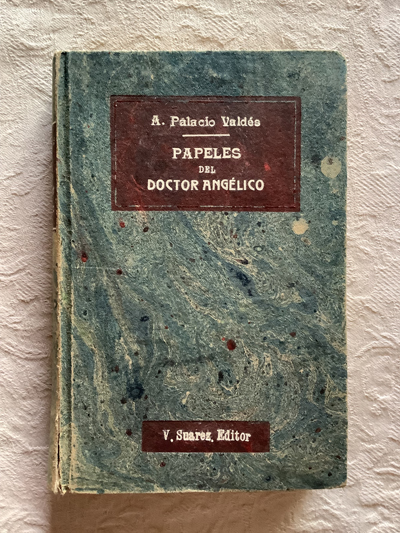 A. Palacio Valdés
PAPELES
DEL
DOCTOR ANGÉLICO
V. Suarez, Editor